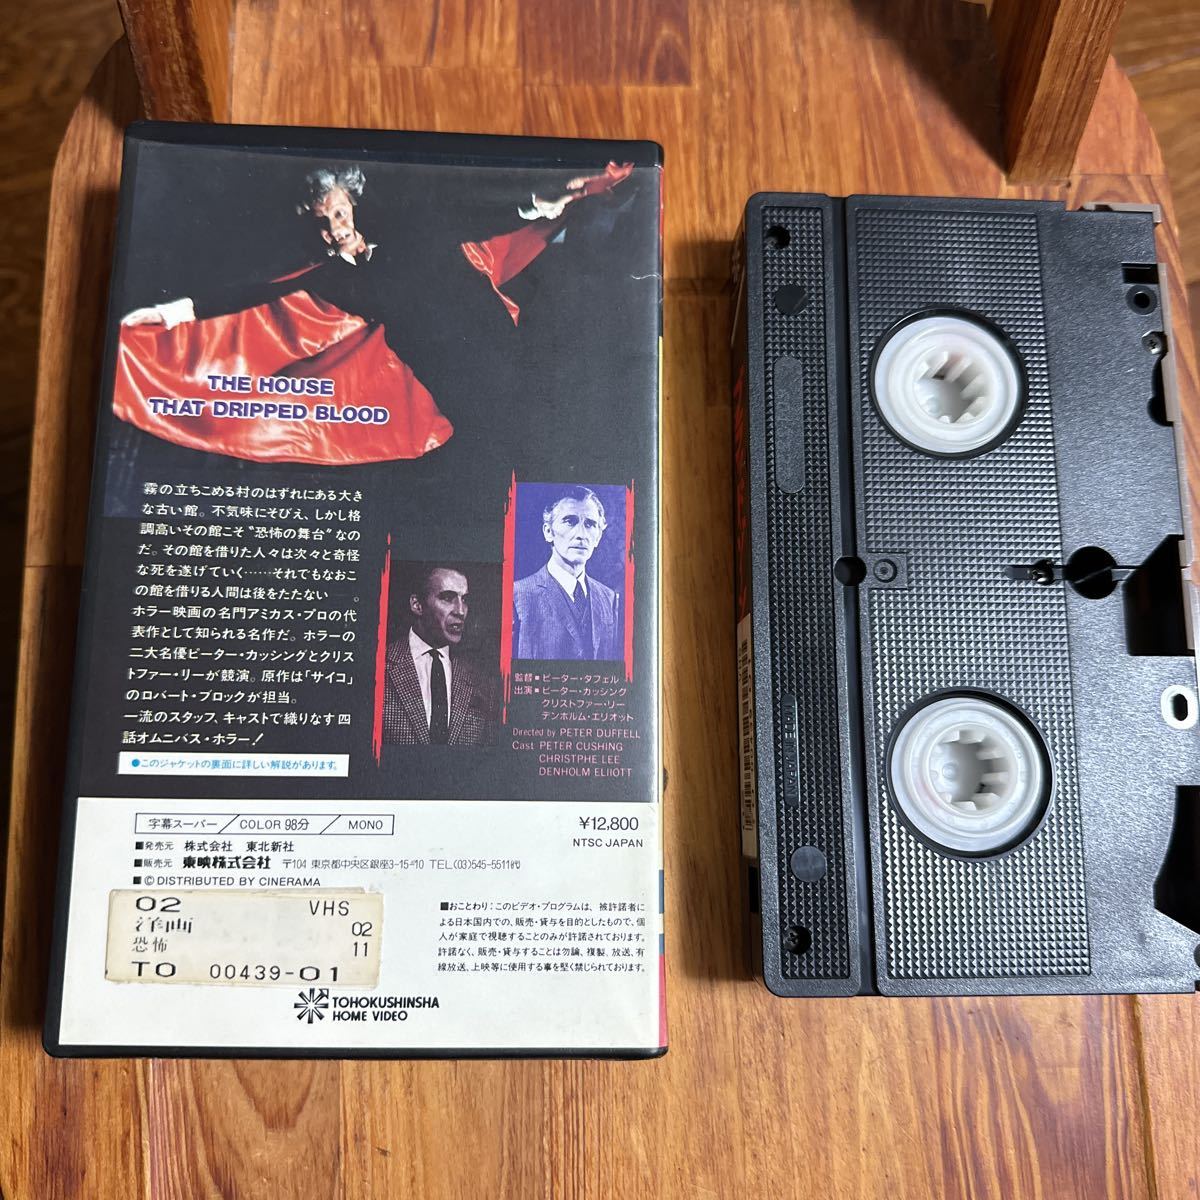 THE HOUSE
THAT DRIPPED BLOOD
霧の立ちこめる村のはずれにある大き
な古い館。不気味にそびえ、しかし格
調高いその館こそ“恐怖の舞台”なの
だ。その館を借りた人々は次々と奇怪
な死を遂げていく……それでもなおこ
の館を借りる人間は後をたたない──。
ホラー映画の名門アミカス・プロの代
表作として知られる名作だ。ホラーの
二大名優ピーター・カッシングとクリス
トファー・リーが競演。原作は「サイコ」
のロバート・ブロックが担当。
一流のスタッフ、キャストで織りなす四
話オムニバス・ホラー!
●このジャケットの裏面に詳しい解説があります。
監督■ピーター・タフェル
出演■ピーター・カッシング
クリストファー・リー
デンホルム・エリオット
Directed by PETER DUFFELL
Cast PETER CUSHING
CHRISTPHE LEE
DENHOLM ELIIOTT
字幕スーパー／COLOR 98分／MONO
¥12,800
NTSC JAPAN
■発売元 株式会社 東北新社
■販売元 東映株式会社 〒104 東京都中央区銀座3-15-10 TEL.(03)545-5511㈹
■ⒸDISTRIBUTED BY CINERAMA
02 VHS
洋画 02
恐怖 11
TO 00439-01
■おことわり:このビデオ・プログラムは、被許諾者に
よる日本国内での、販売・貸与を目的としたもので、個
人が家庭で視聴することのみが許諾されております。
許諾なく、販売・貸与することは勿論、複製、放送、有
線放送、上映等に使用する事を堅く禁じられております。
TOHOKUSHINSHA
HOME VIDEO